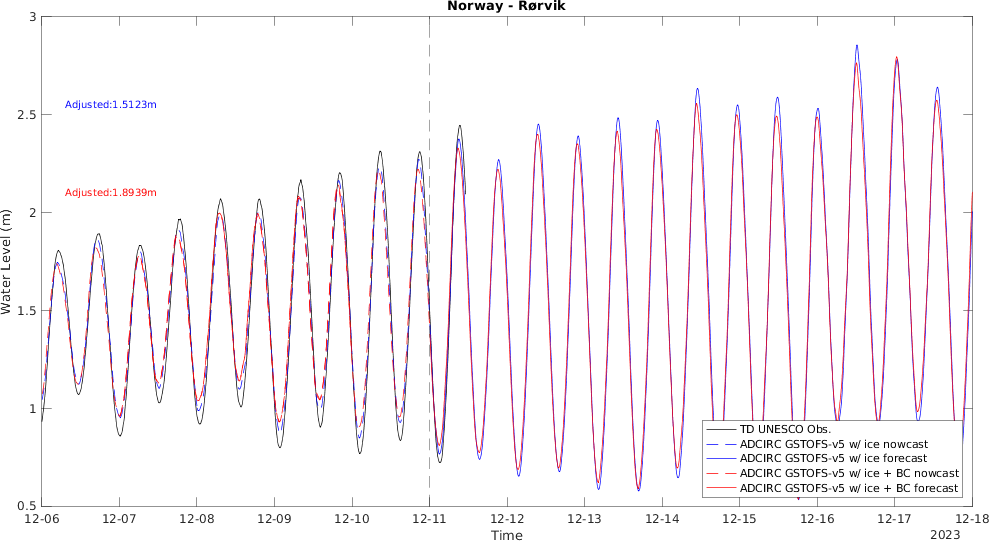 Norway - Rørvik
3
2.5
2
1.5
1
0.5
Water Level (m)
Adjusted:1.5123m
Adjusted:1.8939m
TD UNESCO Obs.
ADCIRC GSTOFS-v5 w/ ice nowcast
ADCIRC GSTOFS-v5 w/ ice forecast
ADCIRC GSTOFS-v5 w/ ice + BC nowcast
ADCIRC GSTOFS-v5 w/ ice + BC forecast
12-06 12-07 12-08 12-09 12-10 12-11 12-12 12-13 12-14 12-15 12-16 12-17 12-18
Time
2023